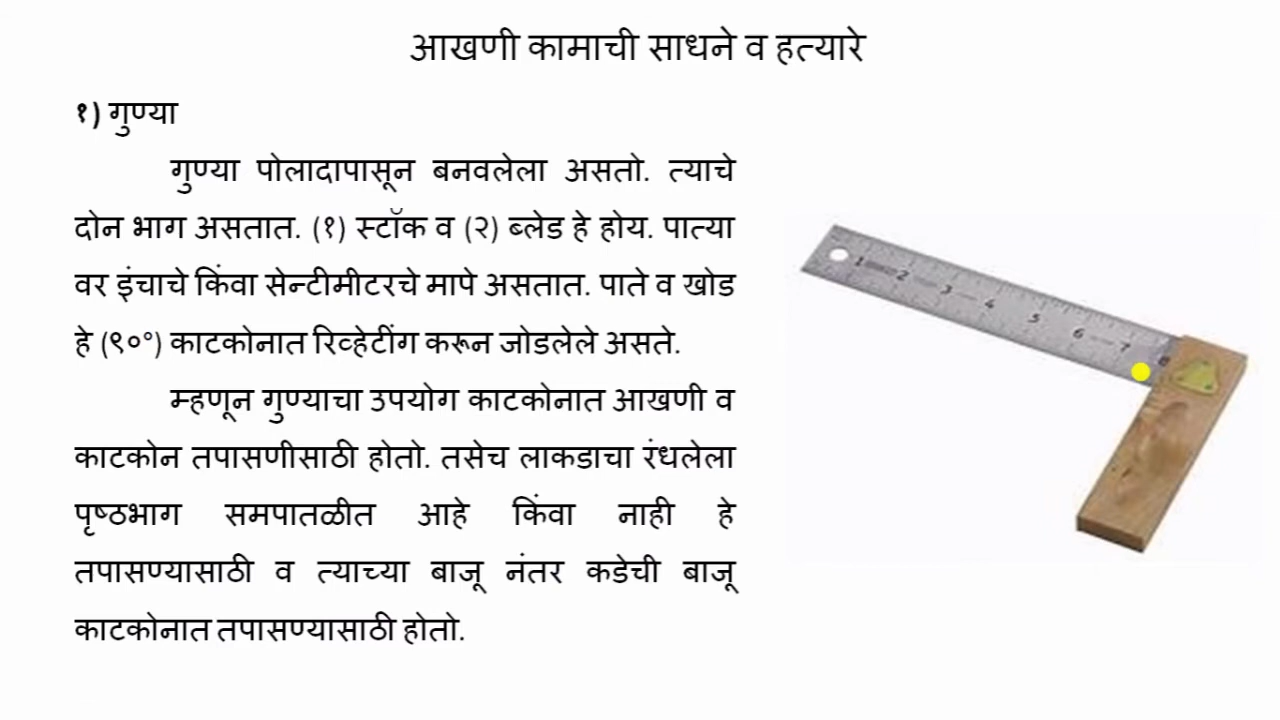 आखणी कामाची साधने व हत्यारे
१) गुण्या
गुण्या पोलादापासून बनवलेला असतो. त्याचे
दोन भाग असतात. (१) स्टॉक व (२) ब्लेड हे होय. पात्या
वर इंचाचे किंवा सेन्टीमीटरचे मापे असतात. पाते व खोड
हे (९०°) काटकोनात रिव्हेटींग करून जोडलेले असते.
म्हणून गुण्याचा उपयोग काटकोनात आखणी व
काटकोन तपासणीसाठी होतो. तसेच लाकडाचा रंधलेला
पृष्ठभाग समपातळीत आहे किंवा नाही हे
तपासण्यासाठी व त्याच्या बाजू नंतर कडेची बाजू
काटकोनात तपासण्यासाठी होतो.
1 2 3 4 5 6 7 8